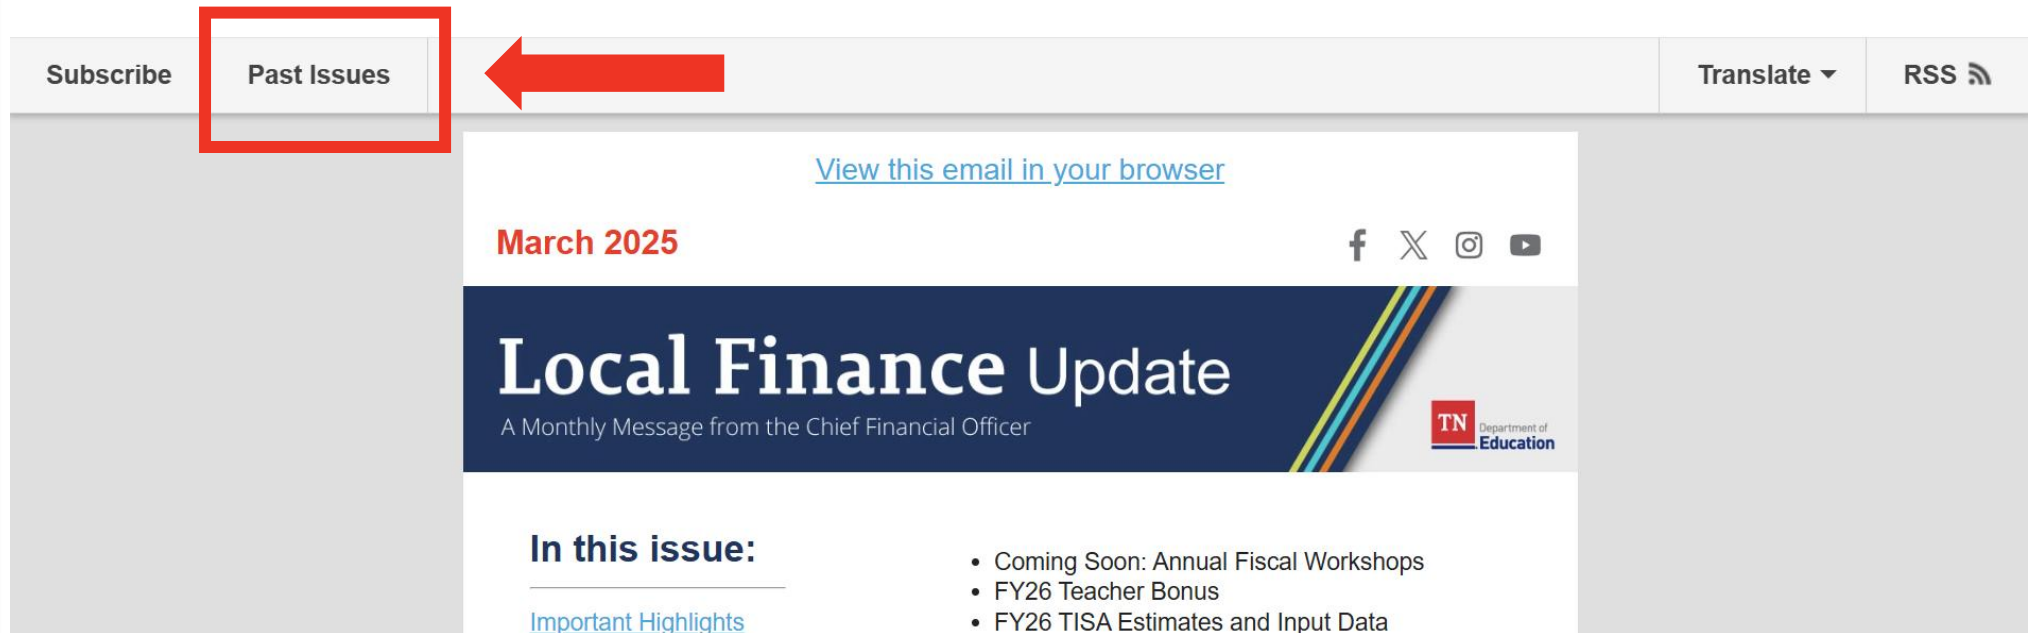 Subscribe
Past Issues
Translate
RSS
View this email in your browser
March 2025
Local Finance Update
A Monthly Message from the Chief Financial Officer
TN
Department of
Education
In this issue:
Important Highlights
• Coming Soon: Annual Fiscal Workshops
• FY26 Teacher Bonus
• FY26 TISA Estimates and Input Data